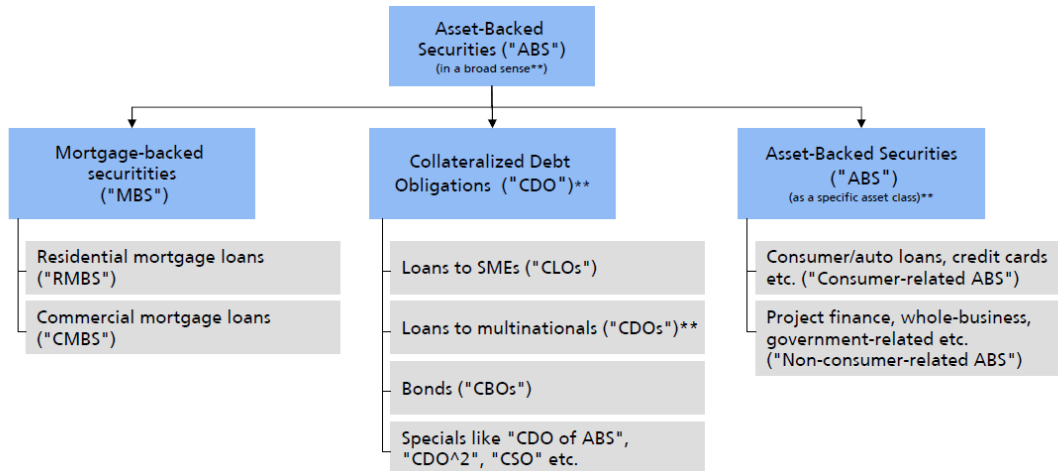 Asset-Backed
Securities ("ABS")
(in a broad sense**)
Mortgage-backed
securitities
("MBS")
Residential mortgage loans
("RMBS")
Commercial mortgage loans
("CMBS")
Collateralized Debt
Obligations ("CDO")**
Loans to SMEs ("CLOs")
Loans to multinationals ("CDOs")**
Bonds ("CBOs")
Specials like "CDO of ABS",
"CDO^2", "CSO" etc.
Asset-Backed Securities
("ABS")
(as a specific asset class)**
Consumer/auto loans, credit cards
etc. ("Consumer-related ABS")
Project finance, whole-business,
government-related etc.
("Non-consumer-related ABS")